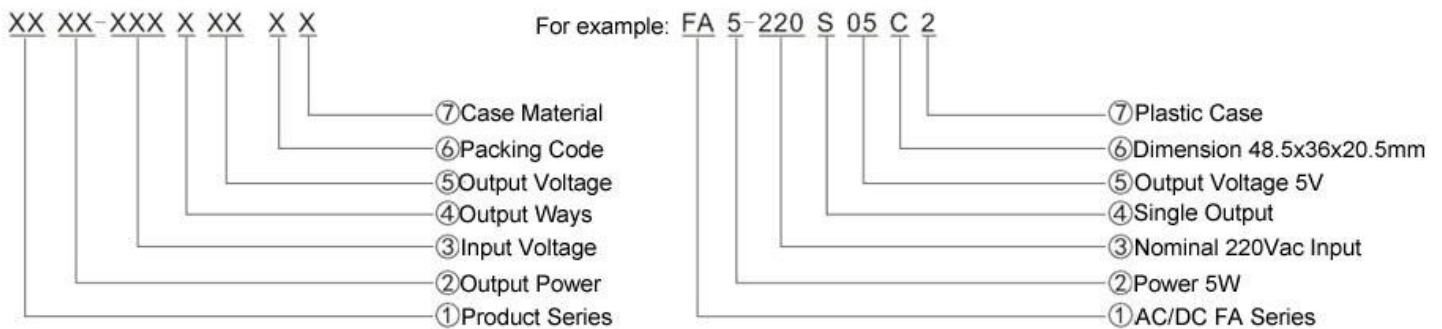 XX XX-XXX X XX X X
⑦Case Material
⑥Packing Code
⑤Output Voltage
④Output Ways
③Input Voltage
②Output Power
①Product Series
For example: FA 5-220 S 05 C 2
⑦Plastic Case
⑥Dimension 48.5x36x20.5mm
⑤Output Voltage 5V
④Single Output
③Nominal 220Vac Input
②Power 5W
①AC/DC FA Series